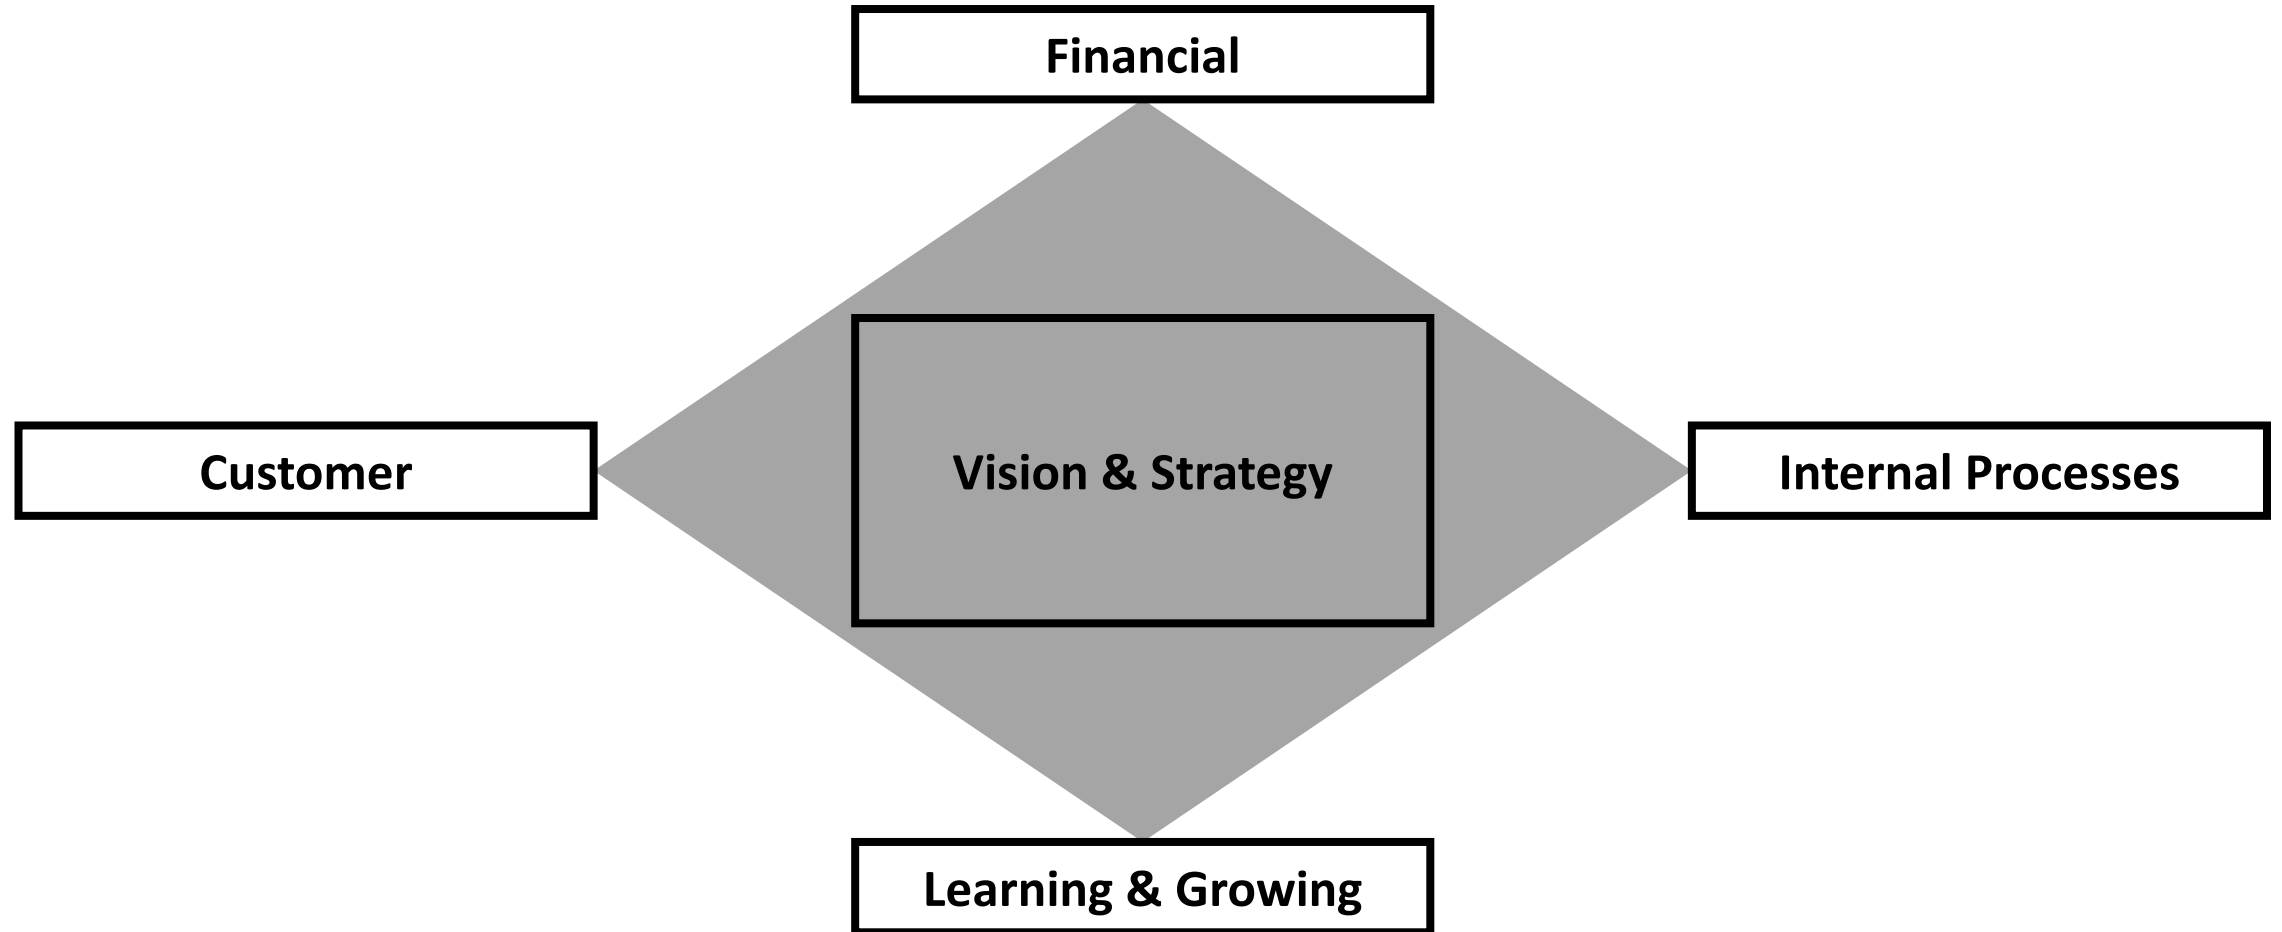 Financial
Customer
Vision & Strategy
Internal Processes
Learning & Growing